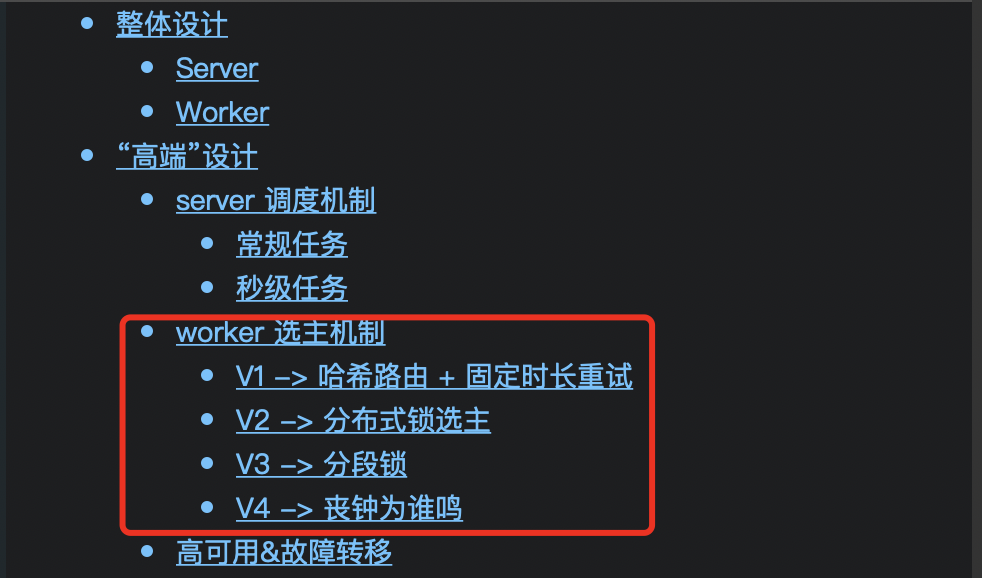 整体设计
Server
Worker
“高端”设计
server 调度机制
常规任务
秒级任务
worker 选主机制
V1 -> 哈希路由 + 固定时长重试
V2 -> 分布式锁选主
V3 -> 分段锁
V4 -> 丧钟为谁鸣
高可用&故障转移